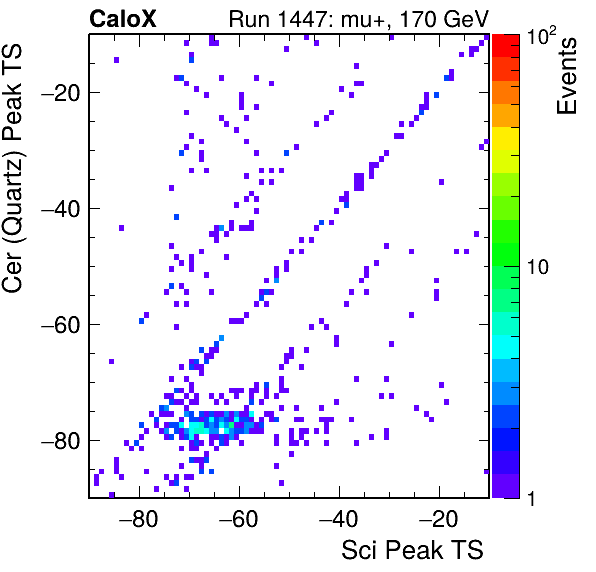 CaloX Run 1447: mu+, 170 GeV
Cer (Quartz) Peak TS
−20
−40
−60
−80
−80 −60 −40 −20
Sci Peak TS
10²
10
1
Events